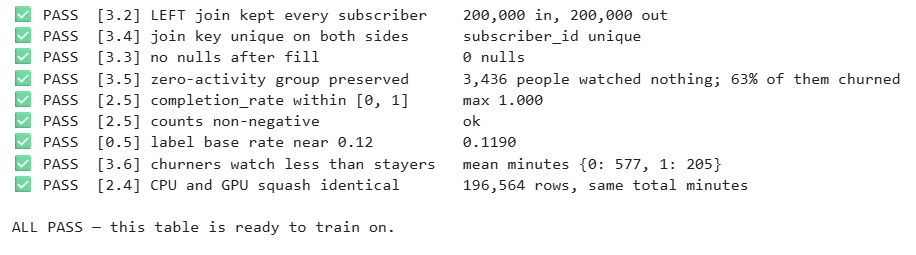 ✅ PASS [3.2] LEFT join kept every subscriber 200,000 in, 200,000 out
✅ PASS [3.4] join key unique on both sides subscriber_id unique
✅ PASS [3.3] no nulls after fill 0 nulls
✅ PASS [3.5] zero-activity group preserved 3,436 people watched nothing; 63% of them churned
✅ PASS [2.5] completion_rate within [0, 1] max 1.000
✅ PASS [2.5] counts non-negative ok
✅ PASS [0.5] label base rate near 0.12 0.1190
✅ PASS [3.6] churners watch less than stayers mean minutes {0: 577, 1: 205}
✅ PASS [2.4] CPU and GPU squash identical 196,564 rows, same total minutes
ALL PASS — this table is ready to train on.